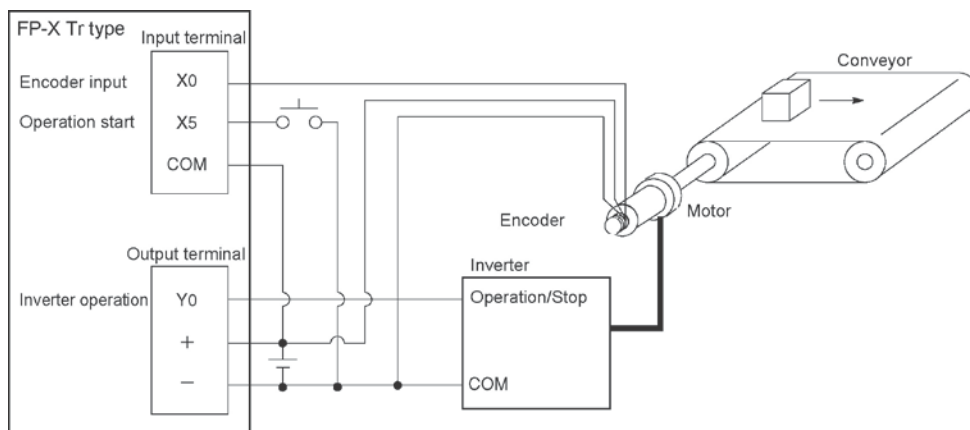 FP-X Tr type
Input terminal
Encoder input
X0
Operation start
X5
COM
Conveyor
Encoder
Motor
Output terminal
Inverter
Inverter operation
Y0
Operation/Stop
+
−
COM